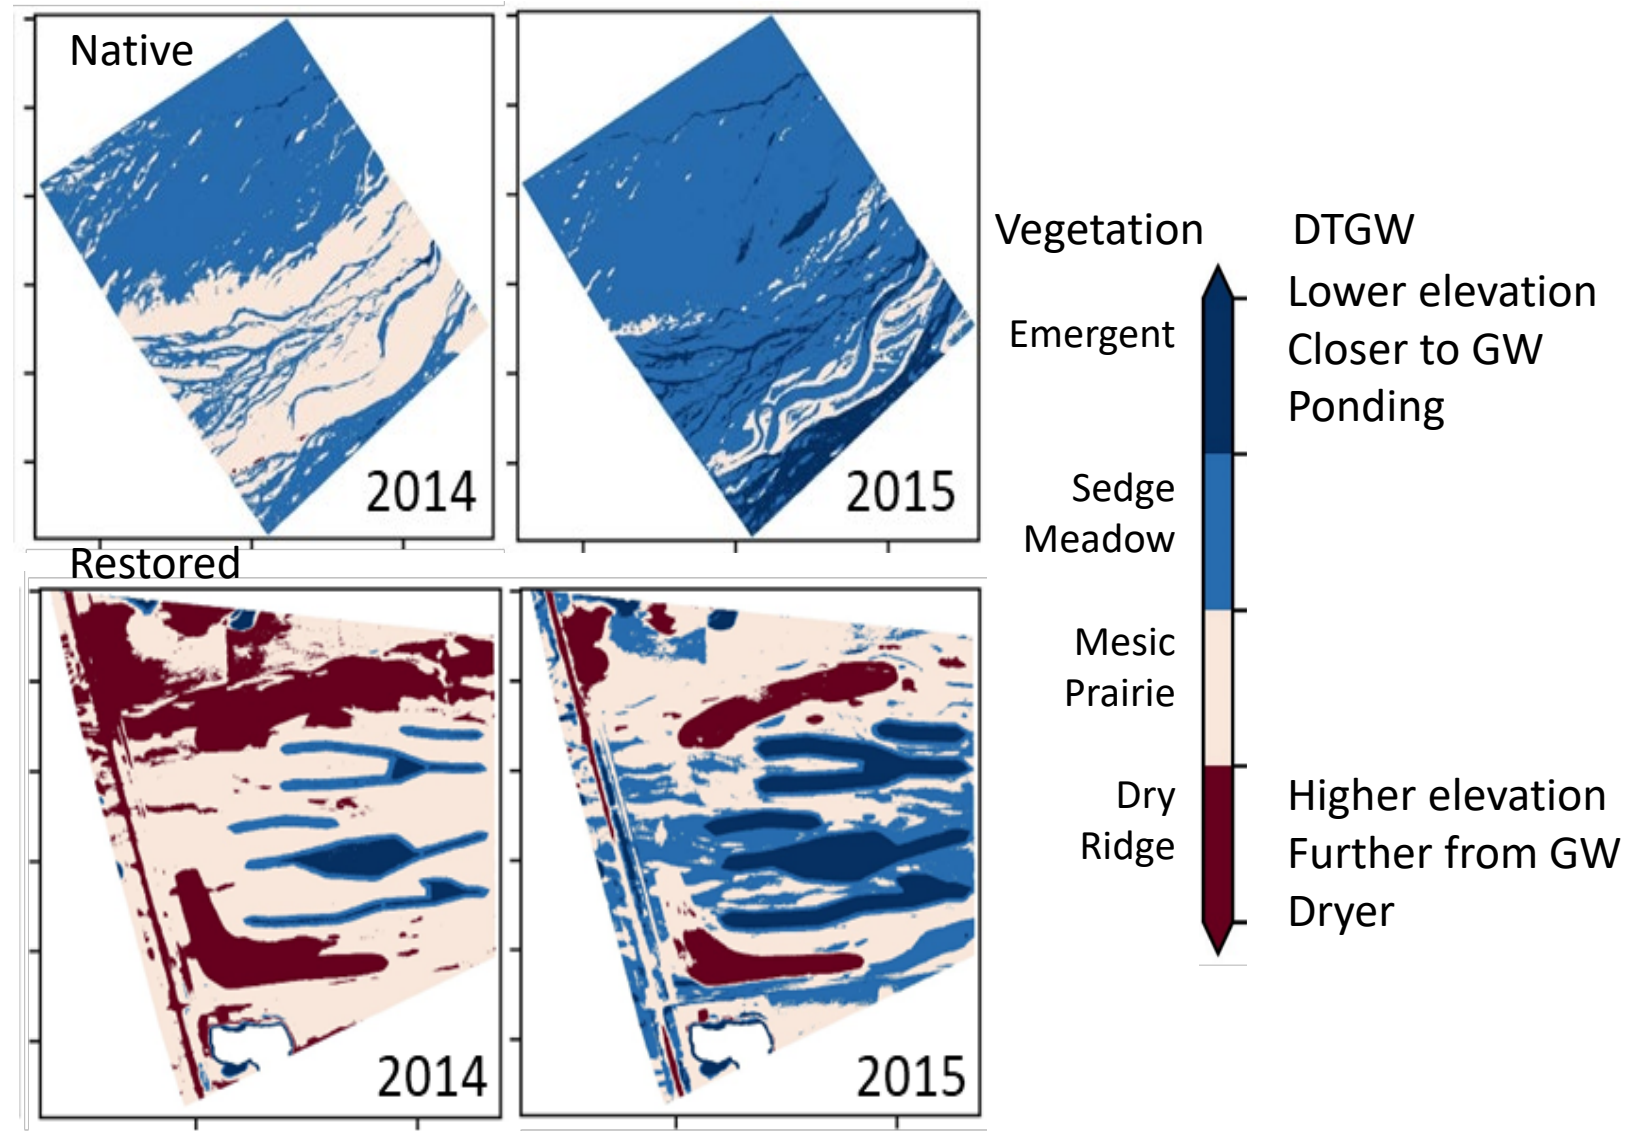 Native
2014
2015
Restored
2014
2015
Vegetation
DTGW
Emergent
Sedge
Meadow
Mesic
Prairie
Dry
Ridge
Lower elevation
Closer to GW
Ponding
Higher elevation
Further from GW
Dryer